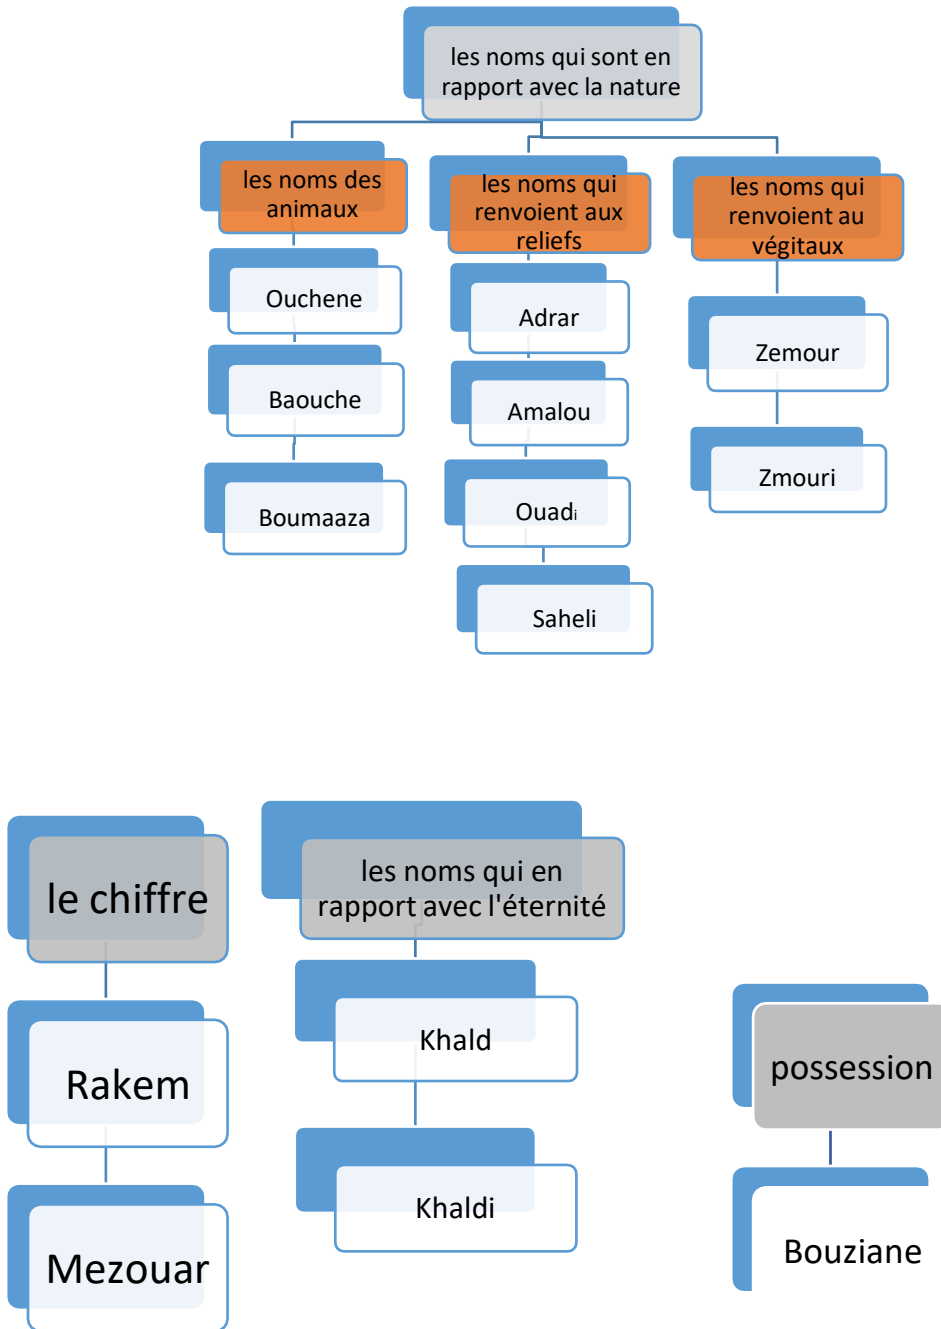 les noms qui sont en
rapport avec la nature
les noms des
animaux
Ouchene
Baouche
Boumaaza
les noms qui
renvoient aux
reliefs
Adrar
Amalou
Ouadi
Saheli
les noms qui
renvoient au
végitaux
Zemour
Zmouri
le chiffre
Rakem
Mezouar
les noms qui en
rapport avec l'éternité
Khald
Khaldi
possession
Bouziane